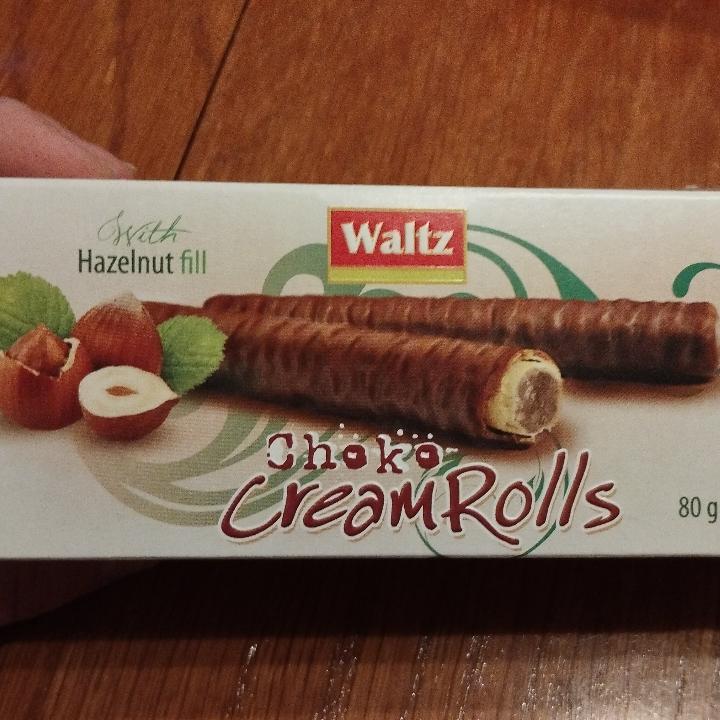 With
Hazelnut fill
Waltz
Choko
CreamRolls
80 g